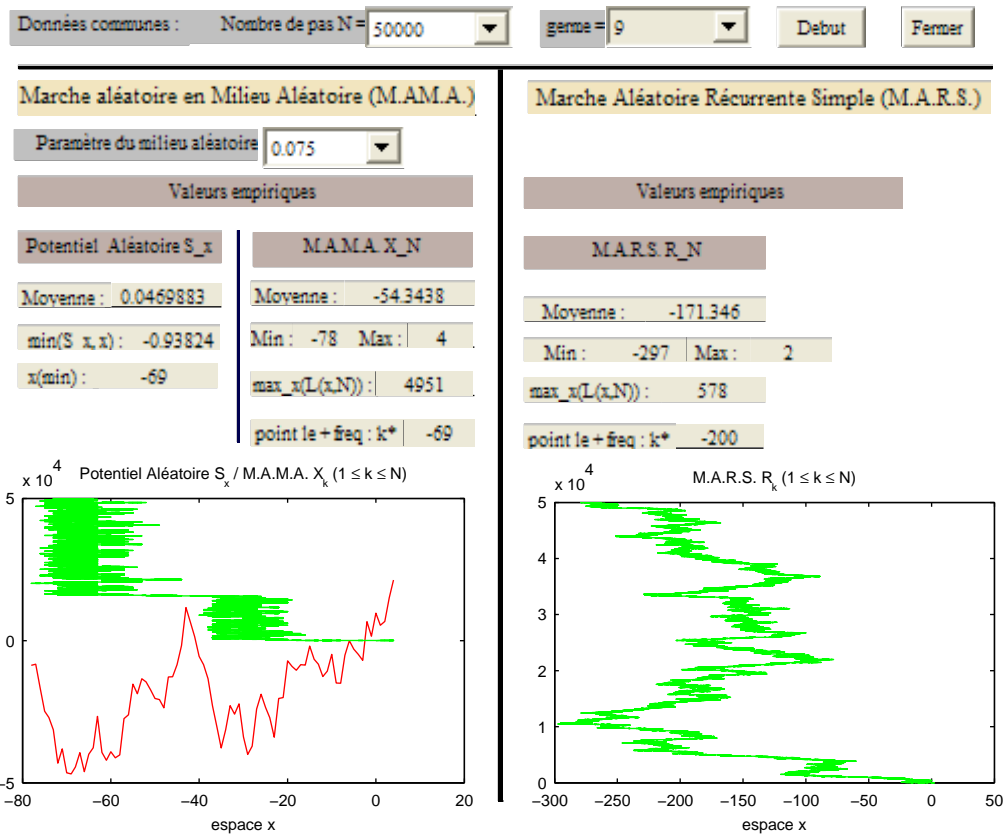 Données communes : Nombre de pas N = 50000 germe = 9 Debut Fermer
Marche aléatoire en Milieu Aléatoire (M.AM.A.)
Paramètre du milieu aléatoire 0.075
Valeurs empiriques
Potentiel Aléatoire S_x
Moyenne : 0.0469883
min(S_x, x) : -0.93824
x(min) : -69
M.A.M.A. X_N
Moyenne : -54.3438
Min : -78 Max : 4
max_x(L(x,N)) : 4951
point le + freq : k* -69
x 10^4
Potentiel Aléatoire S_x / M.A.M.A. X_k (1 ≤ k ≤ N)
5
0
−5
−80 −60 −40 −20 0 20
espace x
Marche Aléatoire Récurrente Simple (M.A.R.S.)
Valeurs empiriques
M.A.R.S. R_N
Moyenne : -171.346
Min : -297 Max : 2
max_x(L(x,N)) : 578
point le + freq : k* -200
x 10^4
M.A.R.S. R_k (1 ≤ k ≤ N)
5
4
3
2
1
0
−300 −250 −200 −150 −100 −50 0 50
espace x